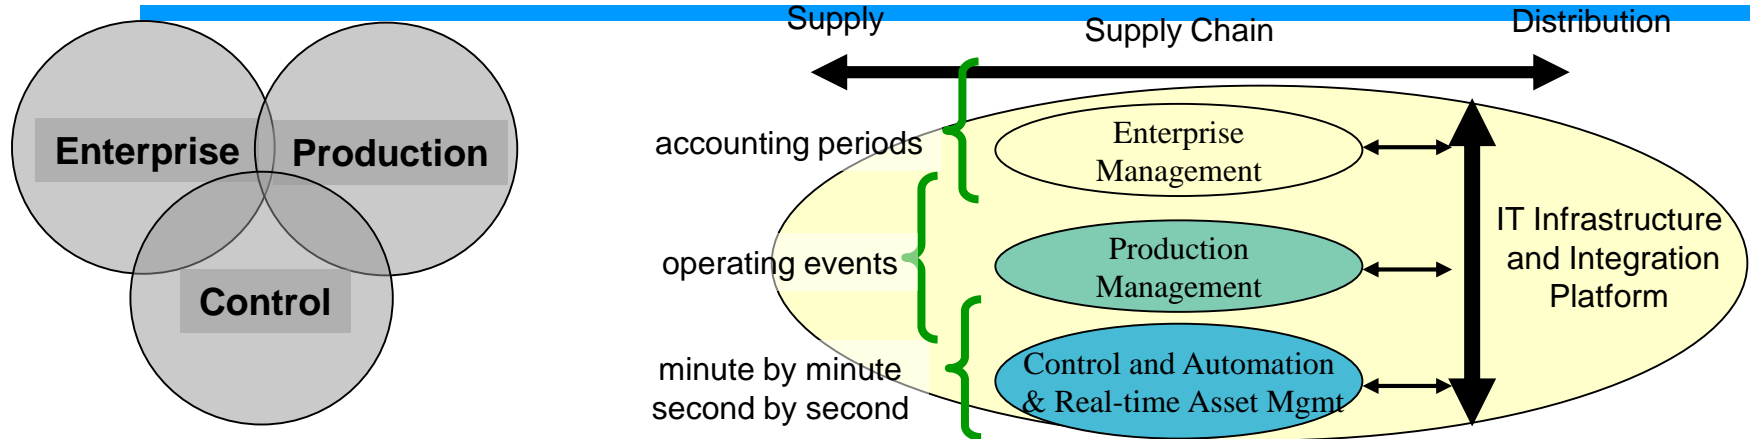 Supply
Supply Chain
Distribution
Enterprise
Production
Control
accounting periods
operating events
minute by minute
second by second
Enterprise
Management
Production
Management
Control and Automation
& Real-time Asset Mgmt
IT Infrastructure
and Integration
Platform